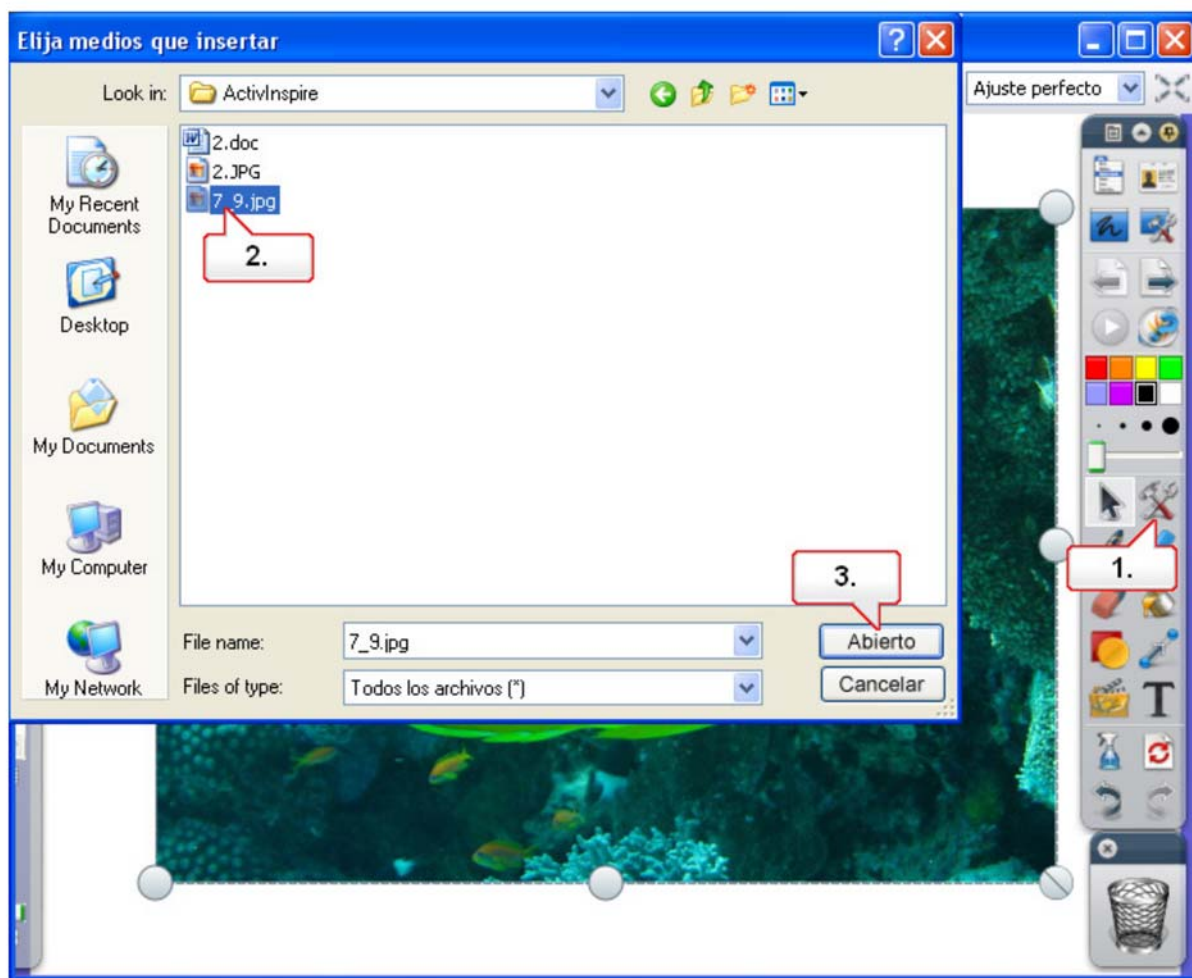 Elija medios que insertar
Look in:
ActivInspire
Ajuste perfecto
2.doc
2.JPG
7_9.jpg
2.
My Recent
Documents
Desktop
My Documents
My Computer
My Network
1.
3.
File name:
7_9.jpg
Abierto
Files of type:
Todos los archivos (*)
Cancelar
T